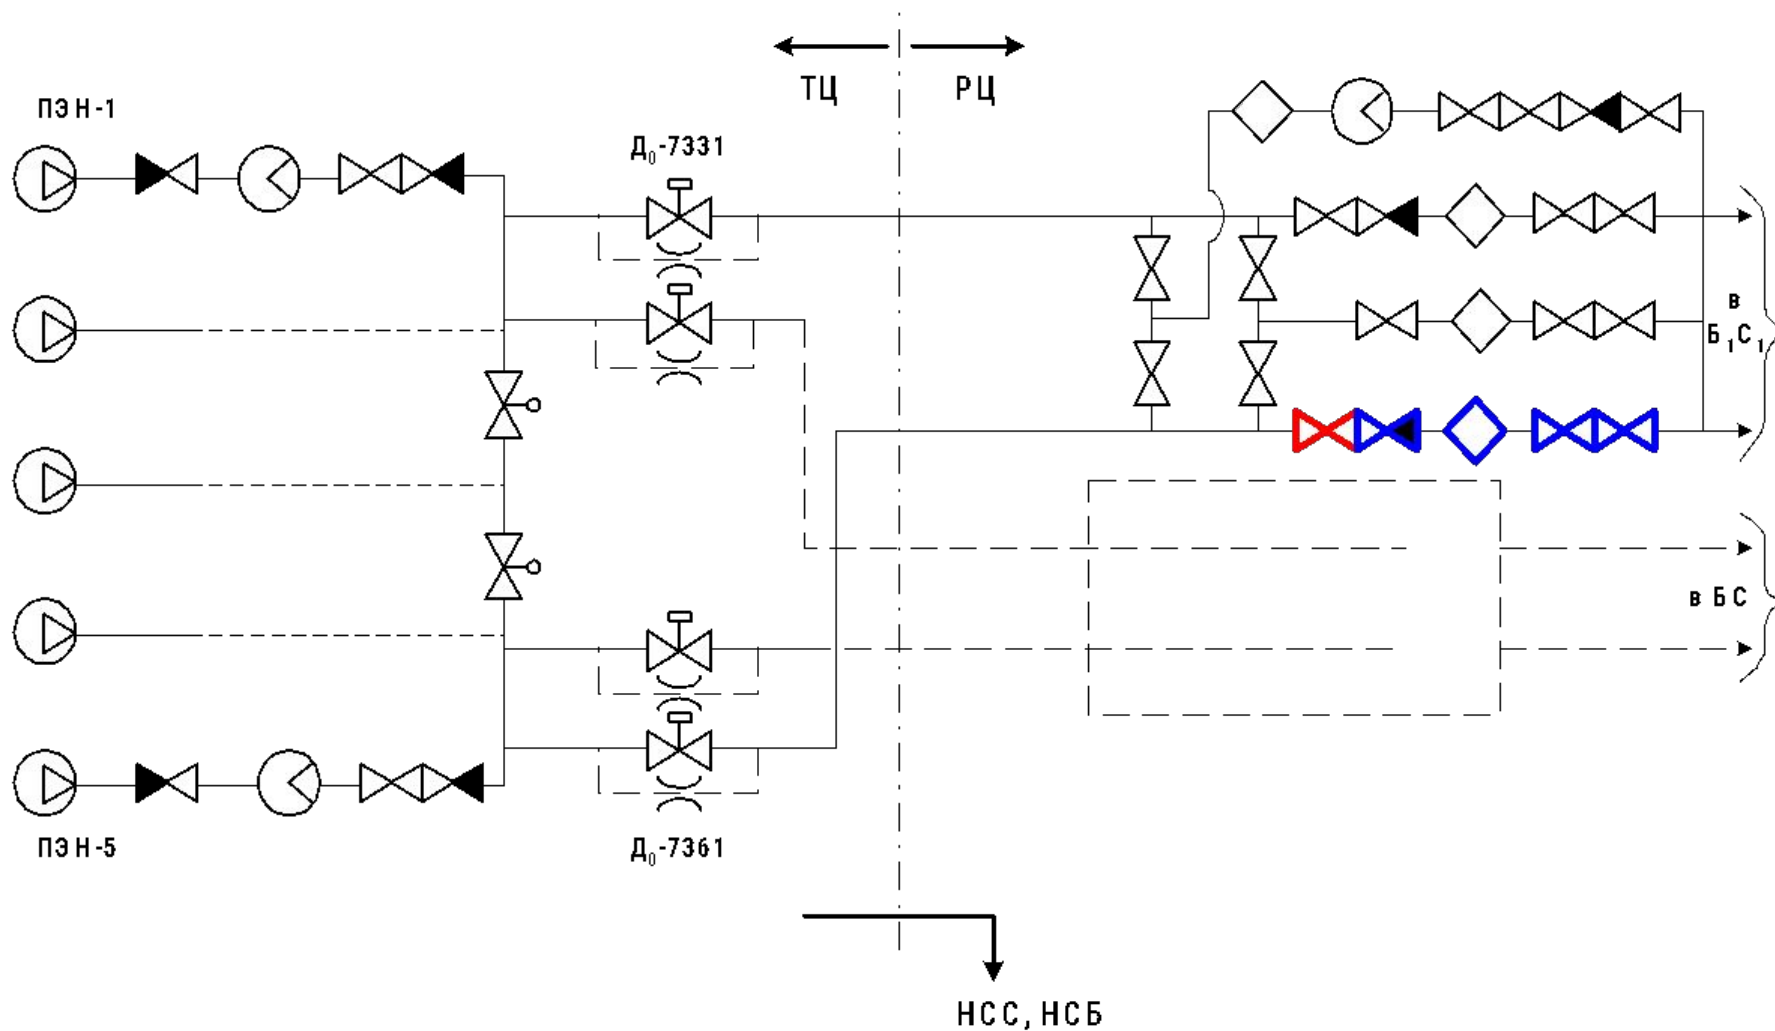 ТЦ
РЦ
ПЭН-1
Д₀-7331
в
Б₁С₁
в БС
ПЭН-5
Д₀-7361
НСС, НСБ